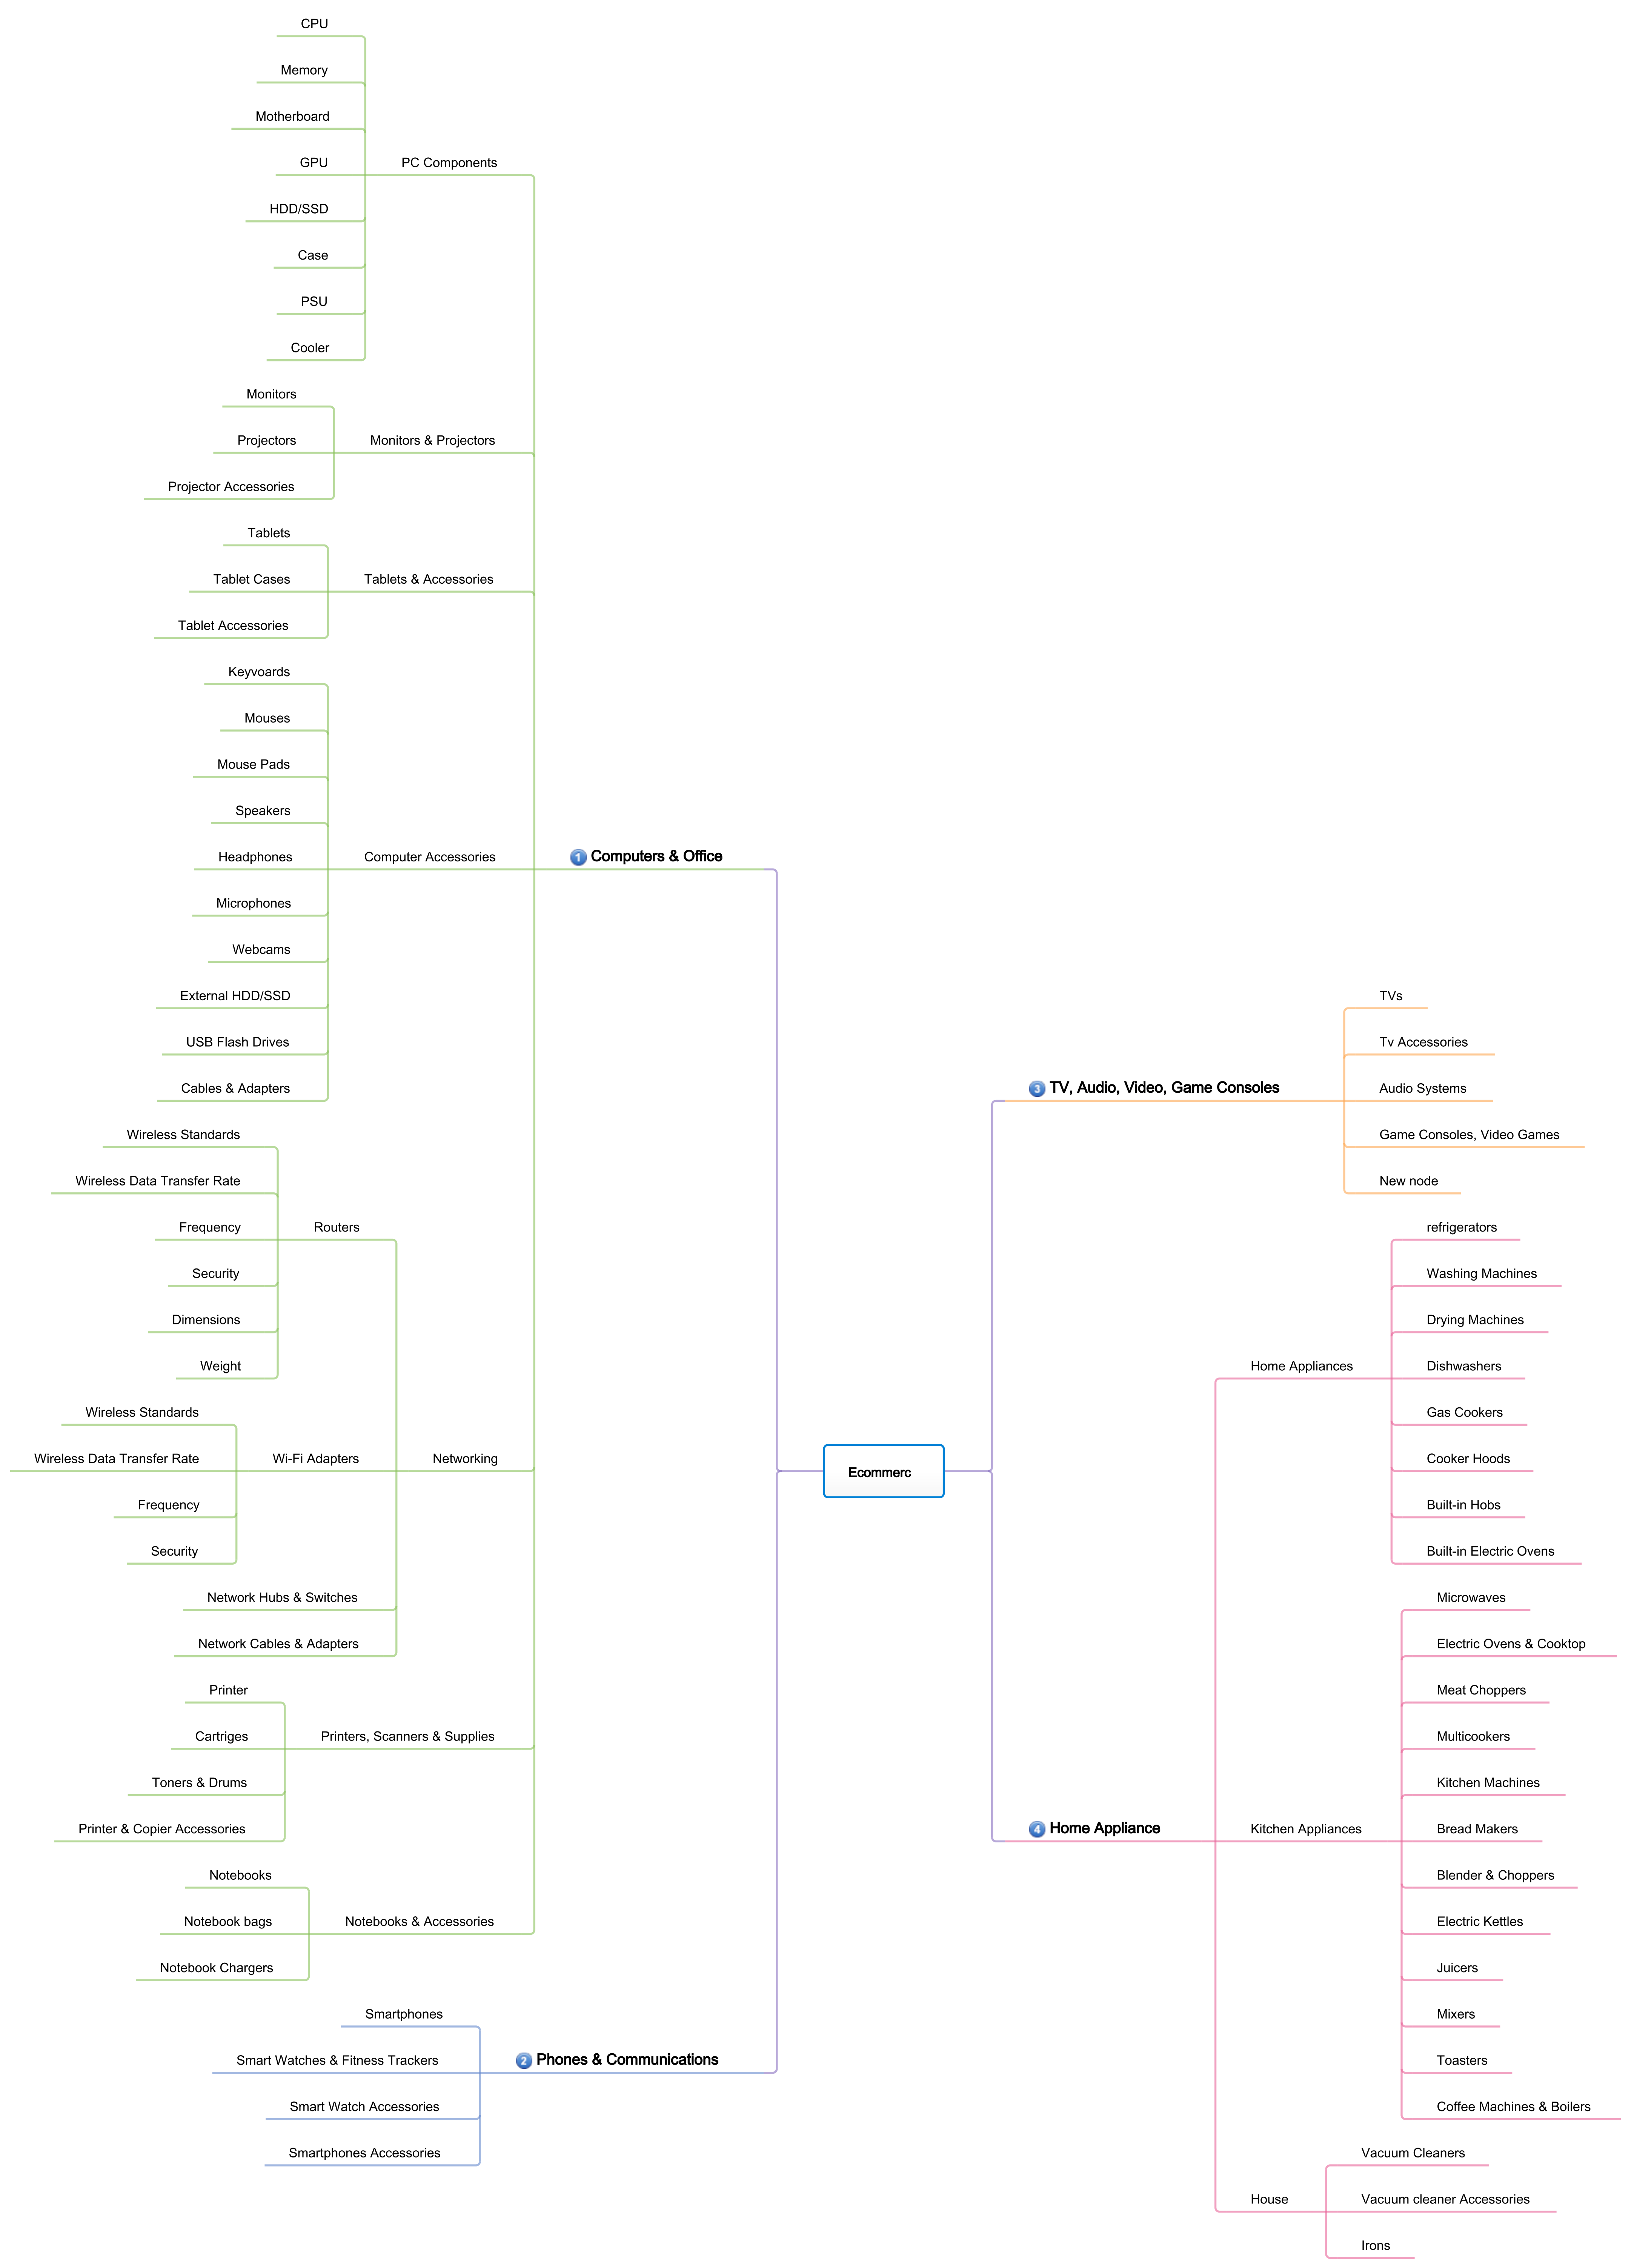 CPU
Memory
Motherboard
GPU
PC Components
HDD/SSD
Case
PSU
Cooler
Monitors
Projectors
Monitors & Projectors
Projector Accessories
Tablets
Tablet Cases
Tablets & Accessories
Tablet Accessories
Keyvoards
Mouses
Mouse Pads
Speakers
Headphones
Computer Accessories
1 Computers & Office
Microphones
Webcams
External HDD/SSD
USB Flash Drives
Cables & Adapters
Wireless Standards
Wireless Data Transfer Rate
Frequency
Routers
Security
Dimensions
Weight
Wireless Standards
Wireless Data Transfer Rate
Wi-Fi Adapters
Networking
Frequency
Security
Network Hubs & Switches
Network Cables & Adapters
Printer
Cartriges
Printers, Scanners & Supplies
Toners & Drums
Printer & Copier Accessories
Notebooks
Notebook bags
Notebooks & Accessories
Notebook Chargers
Smartphones
Smart Watches & Fitness Trackers
2 Phones & Communications
Smart Watch Accessories
Smartphones Accessories
Ecommerc
TVs
Tv Accessories
3 TV, Audio, Video, Game Consoles
Audio Systems
Game Consoles, Video Games
New node
refrigerators
Washing Machines
Drying Machines
Home Appliances
Dishwashers
Gas Cookers
Cooker Hoods
Built-in Hobs
Built-in Electric Ovens
Microwaves
Electric Ovens & Cooktop
Meat Choppers
Multicookers
Kitchen Machines
4 Home Appliance
Kitchen Appliances
Bread Makers
Blender & Choppers
Electric Kettles
Juicers
Mixers
Toasters
Coffee Machines & Boilers
Vacuum Cleaners
House
Vacuum cleaner Accessories
Irons